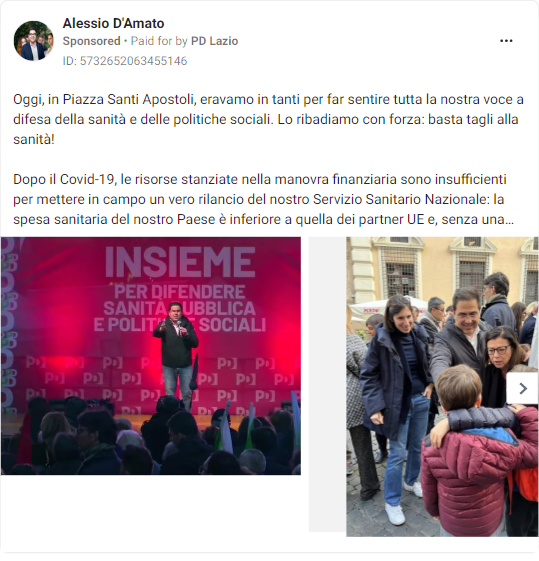 Alessio D'Amato
Sponsored • Paid for by PD Lazio
ID: 5732652063455146
Oggi, in Piazza Santi Apostoli, eravamo in tanti per far sentire tutta la nostra voce a
difesa della sanità e delle politiche sociali. Lo ribadiamo con forza: basta tagli alla
sanità!
Dopo il Covid-19, le risorse stanziate nella manovra finanziaria sono insufficienti
per mettere in campo un vero rilancio del nostro Servizio Sanitario Nazionale: la
spesa sanitaria del nostro Paese è inferiore a quella dei partner UE e, senza una...
INSIEME
PER DIFENDERE
SANITÀ PUBBLICA
E POLITICHE SOCIALI
PD PD PD PD